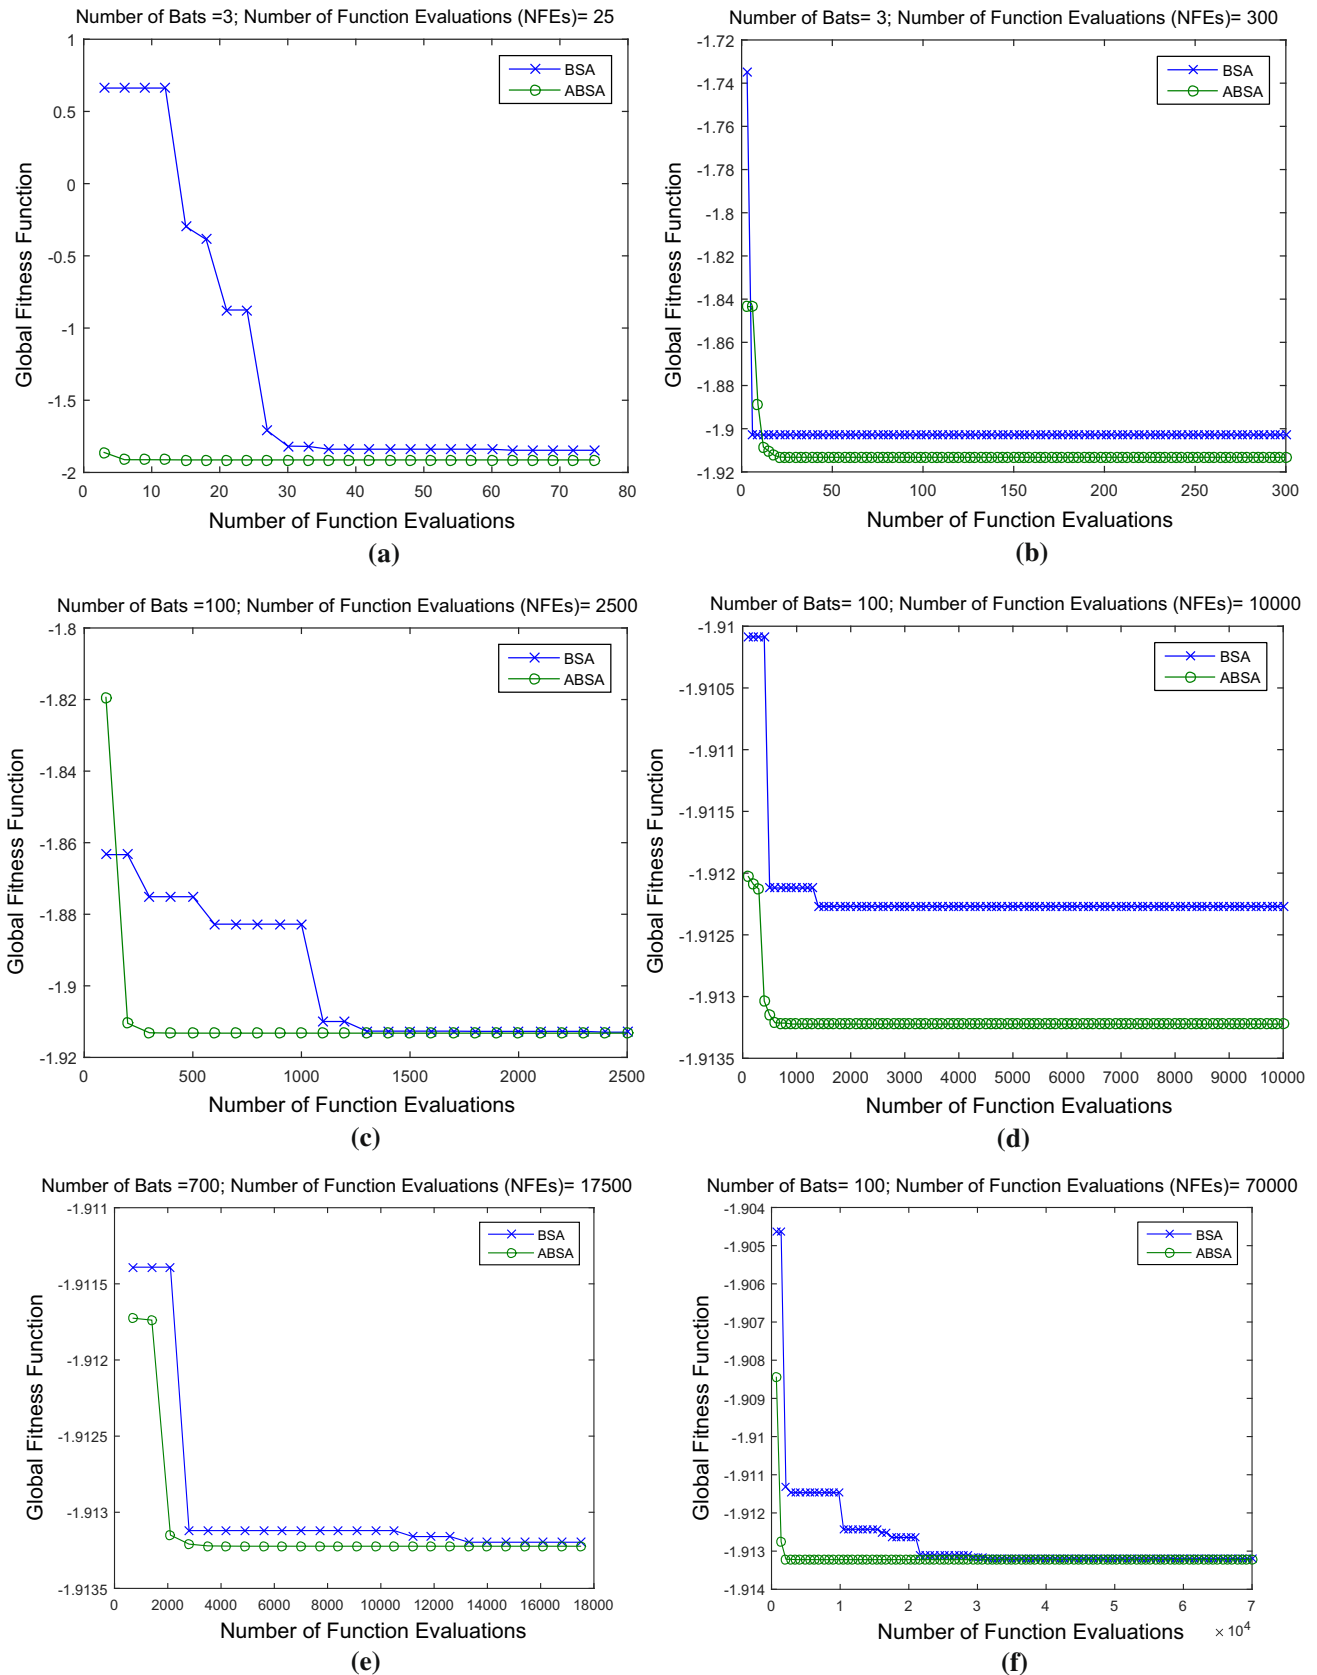 Number of Bats =3; Number of Function Evaluations (NFEs)= 25
1
0.5
0
-0.5
-1
-1.5
-2
0 10 20 30 40 50 60 70 80
Global Fitness Function
Number of Function Evaluations
BSA
ABSA
(a)
Number of Bats= 3; Number of Function Evaluations (NFEs)= 300
-1.72
-1.74
-1.76
-1.78
-1.8
-1.82
-1.84
-1.86
-1.88
-1.9
-1.92
0 50 100 150 200 250 300
Global Fitness Function
Number of Function Evaluations
BSA
ABSA
(b)
Number of Bats =100; Number of Function Evaluations (NFEs)= 2500
-1.8
-1.82
-1.84
-1.86
-1.88
-1.9
-1.92
0 500 1000 1500 2000 2500
Global Fitness Function
Number of Function Evaluations
BSA
ABSA
(c)
Number of Bats= 100; Number of Function Evaluations (NFEs)= 10000
-1.91
-1.9105
-1.911
-1.9115
-1.912
-1.9125
-1.913
-1.9135
0 1000 2000 3000 4000 5000 6000 7000 8000 9000 10000
Global Fitness Function
Number of Function Evaluations
BSA
ABSA
(d)
Number of Bats =700; Number of Function Evaluations (NFEs)= 17500
-1.911
-1.9115
-1.912
-1.9125
-1.913
-1.9135
0 2000 4000 6000 8000 10000 12000 14000 16000 18000
Global Fitness Function
Number of Function Evaluations
BSA
ABSA
(e)
Number of Bats= 100; Number of Function Evaluations (NFEs)= 70000
-1.904
-1.905
-1.906
-1.907
-1.908
-1.909
-1.91
-1.911
-1.912
-1.913
-1.914
0 1 2 3 4 5 6 7
× 10⁴
Global Fitness Function
Number of Function Evaluations
BSA
ABSA
(f)